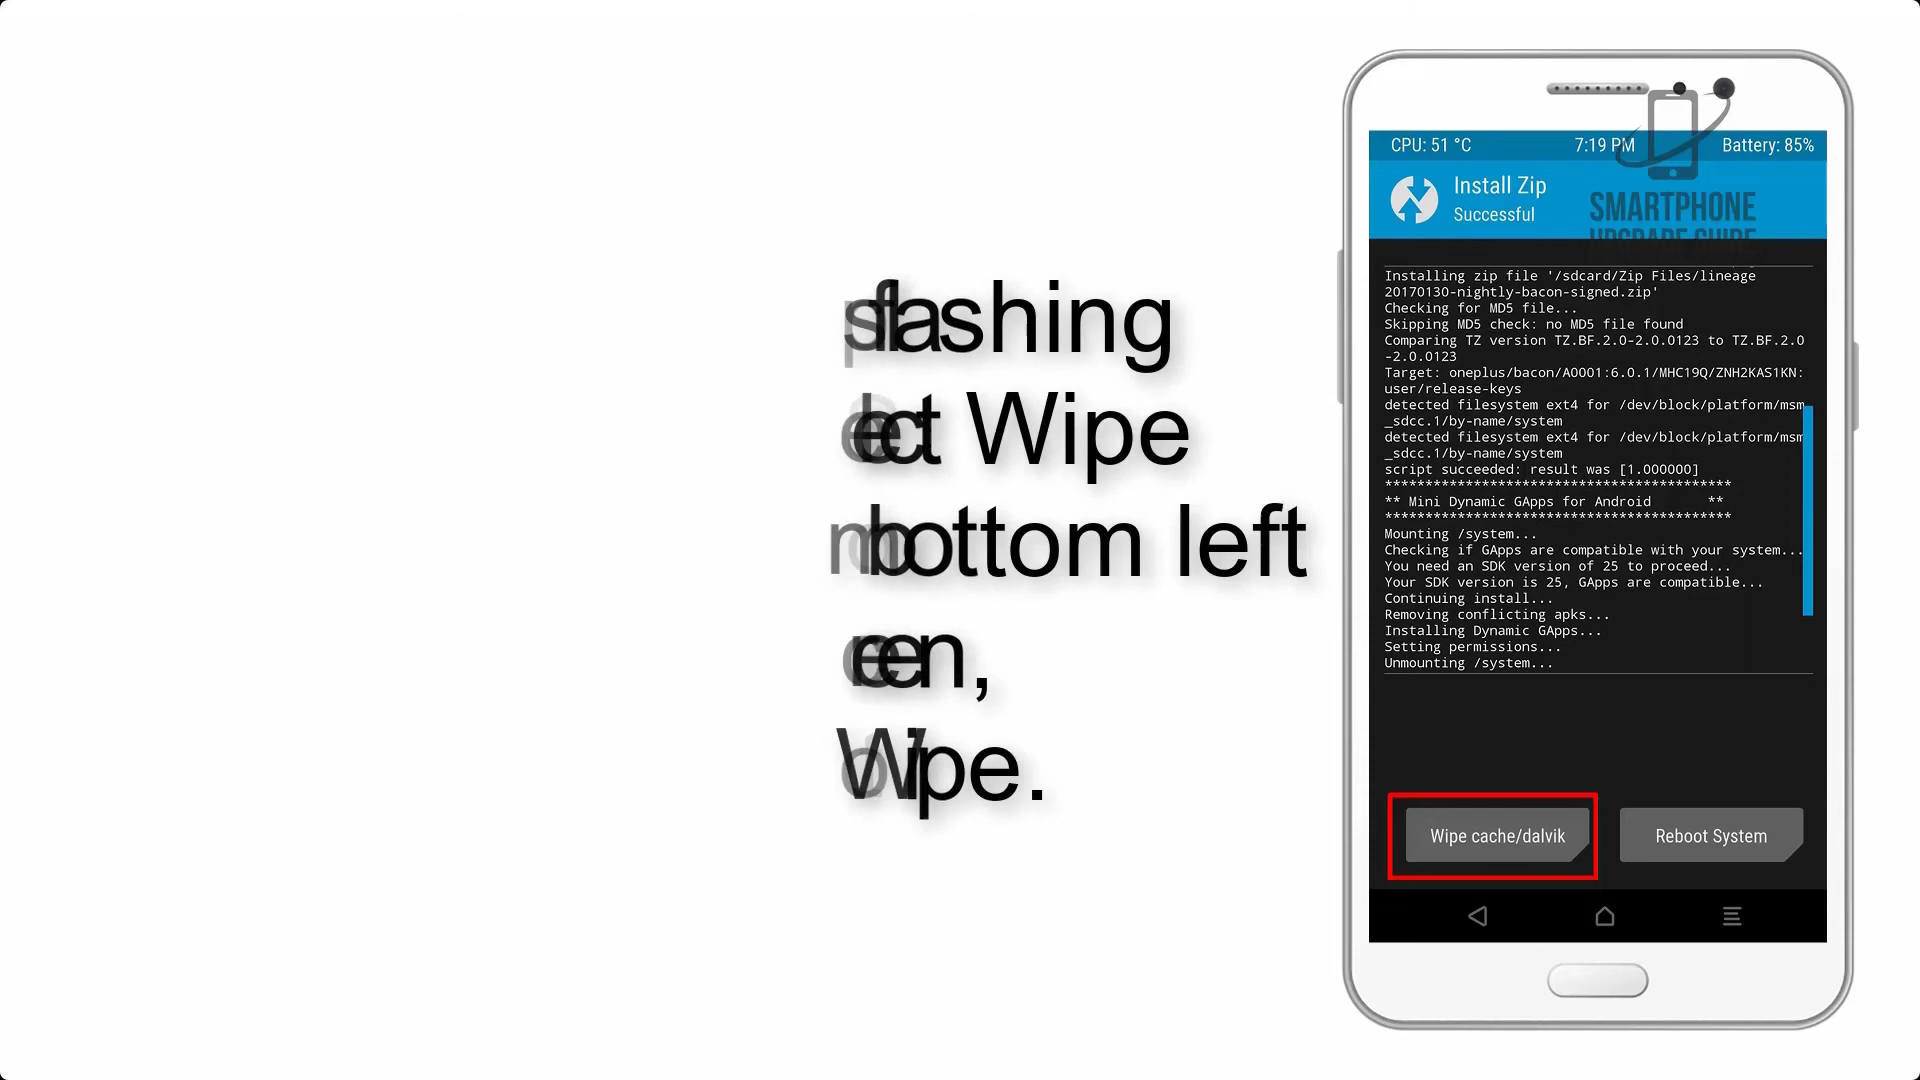 flashing
Wipe
bottom left
Wipe.
CPU: 51 °C
7:19 PM
Battery: 85%
Install Zip
Successful
SMARTPHONE
UPGRADE GUIDE
Installing zip file '/sdcard/Zip Files/lineage
20170130-nightly-bacon-signed.zip'
Checking for MD5 file...
Skipping MD5 check: no MD5 file found
Comparing TZ version TZ.BF.2.0-2.0.0123 to TZ.BF.2.0
-2.0.0123
Target: oneplus/bacon/A0001:6.0.1/MHC19Q/ZNH2KAS1KN:
user/release-keys
detected filesystem ext4 for /dev/block/platform/msm
_sdcc.1/by-name/system
detected filesystem ext4 for /dev/block/platform/msm
_sdcc.1/by-name/system
script succeeded: result was [1.000000]
*******************************************
** Mini Dynamic GApps for Android       **
*******************************************
Mounting /system...
Checking if GApps are compatible with your system...
You need an SDK version of 25 to proceed...
Your SDK version is 25, GApps are compatible...
Continuing install...
Removing conflicting apks...
Installing Dynamic GApps...
Setting permissions...
Unmounting /system...
Wipe cache/dalvik
Reboot System